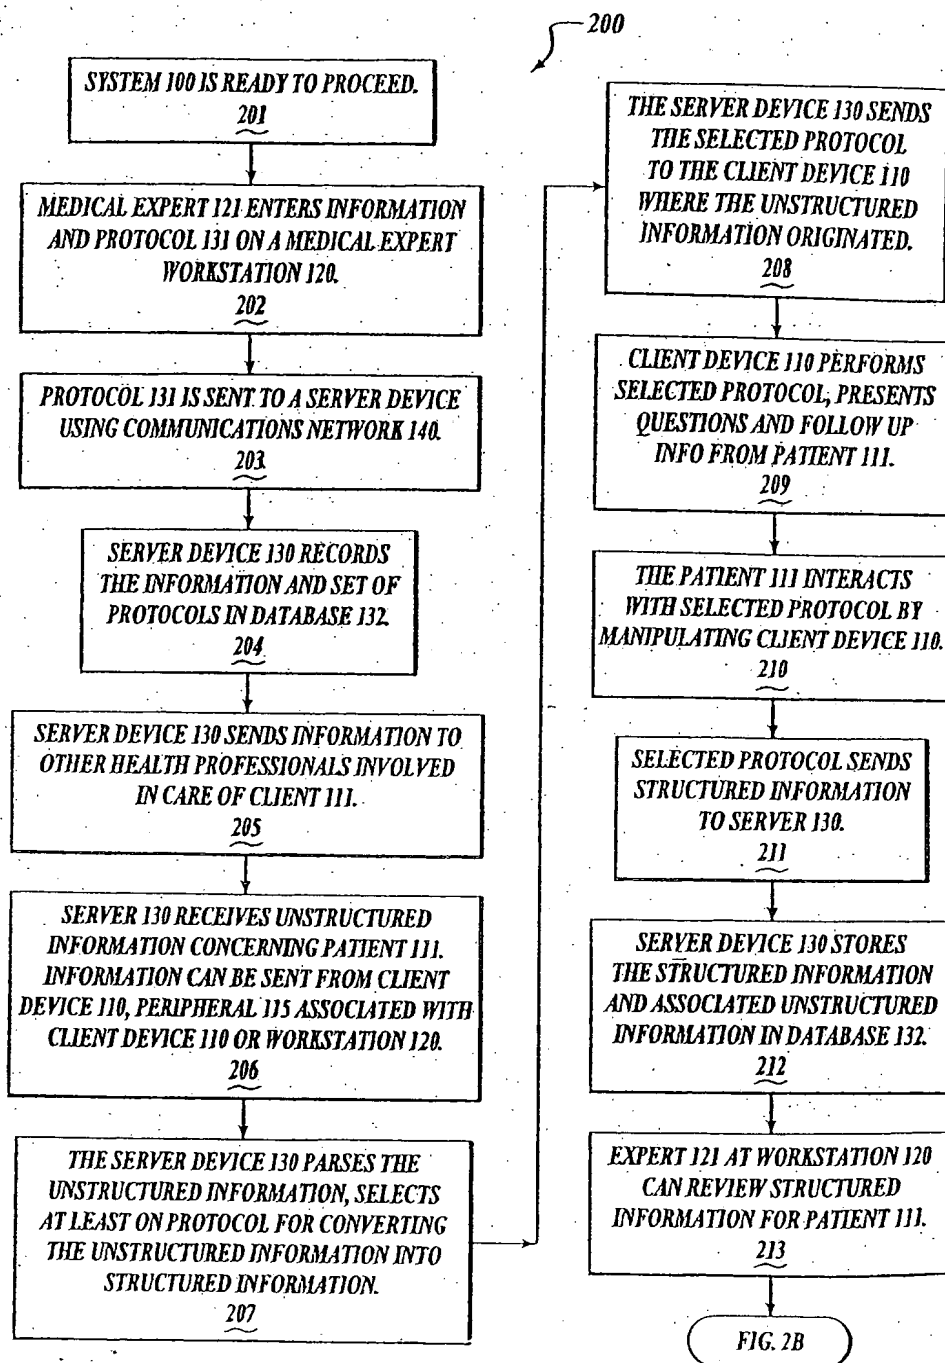 200
SYSTEM 100 IS READY TO PROCEED.
201
MEDICAL EXPERT 121 ENTERS INFORMATION
AND PROTOCOL 131 ON A MEDICAL EXPERT
WORKSTATION 120.
202
PROTOCOL 131 IS SENT TO A SERVER DEVICE
USING COMMUNICATIONS NETWORK 140.
203
SERVER DEVICE 130 RECORDS
THE INFORMATION AND SET OF
PROTOCOLS IN DATABASE 132.
204
SERVER DEVICE 130 SENDS INFORMATION TO
OTHER HEALTH PROFESSIONALS INVOLVED
IN CARE OF CLIENT 111.
205
SERVER 130 RECEIVES UNSTRUCTURED
INFORMATION CONCERNING PATIENT 111.
INFORMATION CAN BE SENT FROM CLIENT
DEVICE 110, PERIPHERAL 115 ASSOCIATED WITH
CLIENT DEVICE 110 OR WORKSTATION 120.
206
THE SERVER DEVICE 130 PARSES THE
UNSTRUCTURED INFORMATION, SELECTS
AT LEAST ON PROTOCOL FOR CONVERTING
THE UNSTRUCTURED INFORMATION INTO
STRUCTURED INFORMATION.
207
THE SERVER DEVICE 130 SENDS
THE SELECTED PROTOCOL
TO THE CLIENT DEVICE 110
WHERE THE UNSTRUCTURED
INFORMATION ORIGINATED.
208
CLIENT DEVICE 110 PERFORMS
SELECTED PROTOCOL, PRESENTS
QUESTIONS AND FOLLOW UP
INFO FROM PATIENT 111.
209
THE PATIENT 111 INTERACTS
WITH SELECTED PROTOCOL BY
MANIPULATING CLIENT DEVICE 110.
210
SELECTED PROTOCOL SENDS
STRUCTURED INFORMATION
TO SERVER 130.
211
SERVER DEVICE 130 STORES
THE STRUCTURED INFORMATION
AND ASSOCIATED UNSTRUCTURED
INFORMATION IN DATABASE 132.
212
EXPERT 121 AT WORKSTATION 120
CAN REVIEW STRUCTURED
INFORMATION FOR PATIENT 111.
213
FIG. 2B